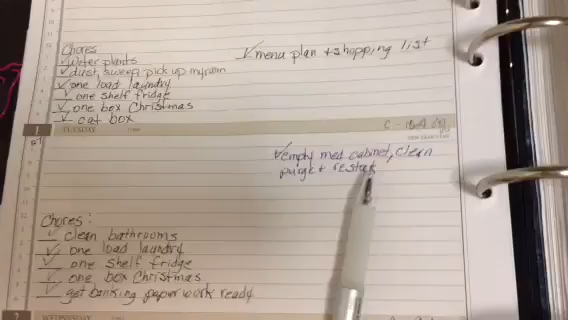 Chores
✓ water plants
✓ dust, sweep, pick up my room
✓ one load laundry
✓ one shelf fridge
✓ one box Christmas
✓ cat box
✓ menu plan + shopping list
1 TUESDAY
✓ empty med cabinet, clean
purge + restock
Chores:
✓ clean bathrooms
✓ one load laundry
✓ one shelf fridge
✓ one box Christmas
✓ get banking paperwork ready
2 WEDNESDAY